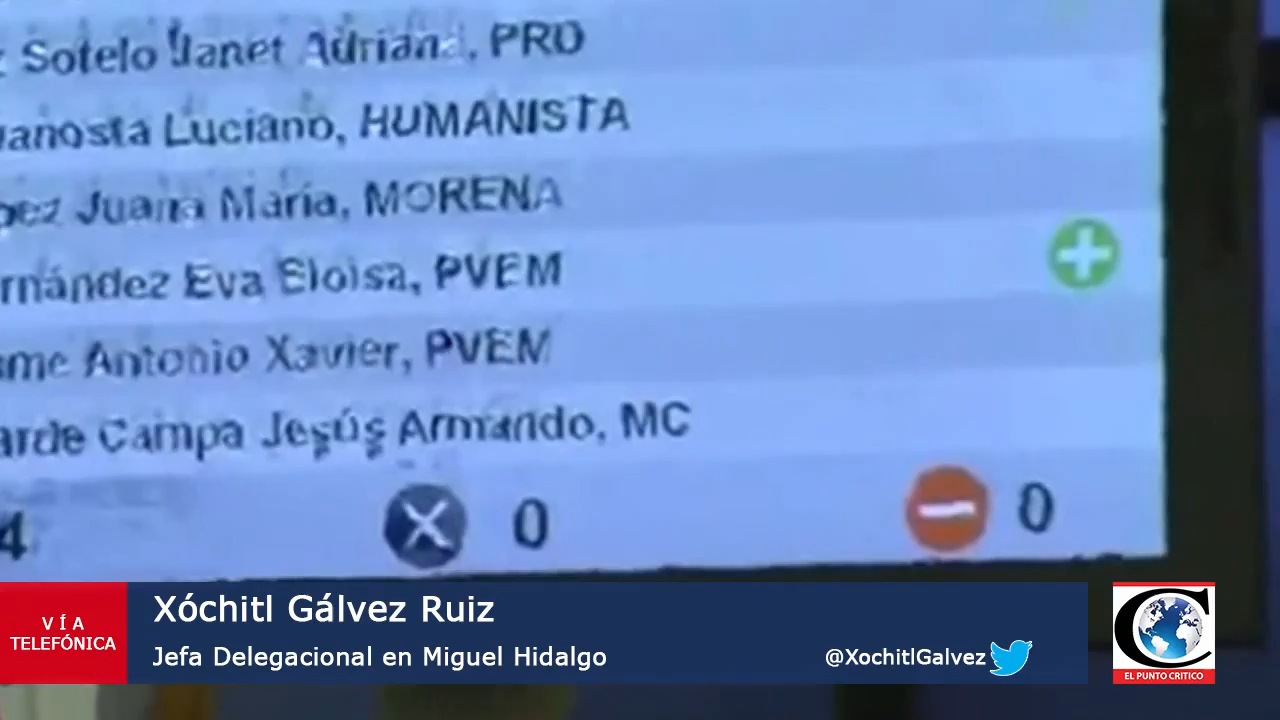 Sotelo Janet Adriana, PRD
Luciano, HUMANISTA
Juana María, MORENA
Eva Eloisa, PVEM
Antonio Xavier, PVEM
Campa Jesús Armando, MC
4
0
0
VÍA
TELEFÓNICA
Xóchitl Gálvez Ruiz
Jefa Delegacional en Miguel Hidalgo
@XochitlGalvez
C
EL PUNTO CRITICO